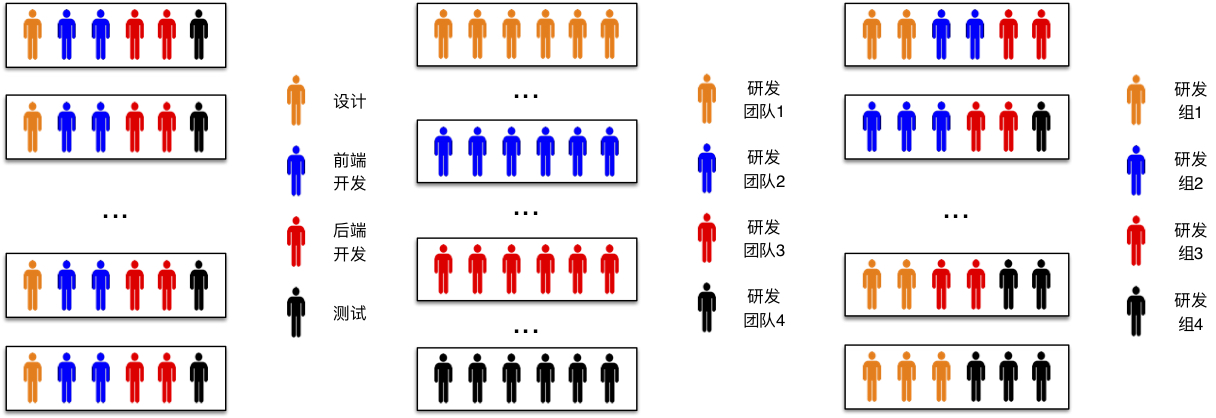 设计
前端
开发
后端
开发
测试
...
...
...
...
研发
团队1
研发
团队2
研发
团队3
研发
团队4
...
研发
组1
研发
组2
研发
组3
研发
组4